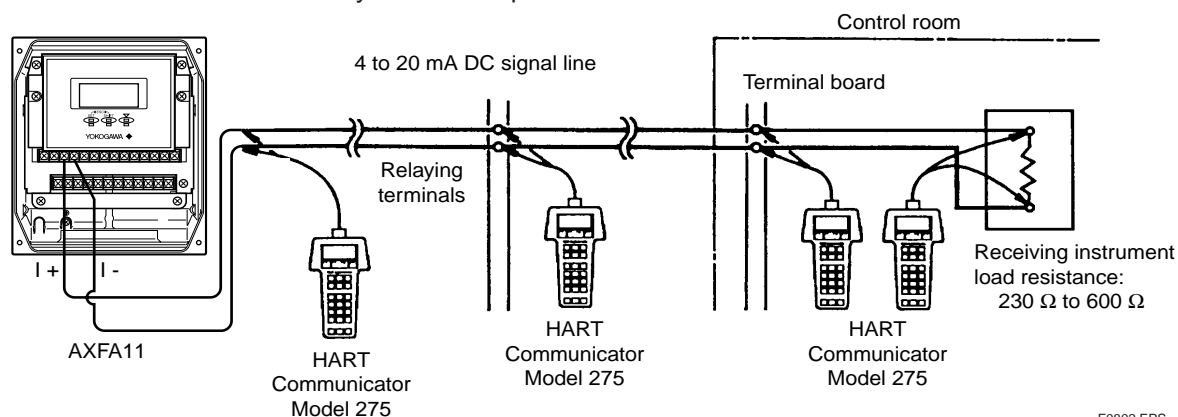 Control room
4 to 20 mA DC signal line
Terminal board
YOKOGAWA ◆
Relaying
terminals
I +
I -
AXFA11
HART
Communicator
Model 275
HART
Communicator
Model 275
HART
Communicator
Model 275
Receiving instrument
load resistance:
230 Ω to 600 Ω